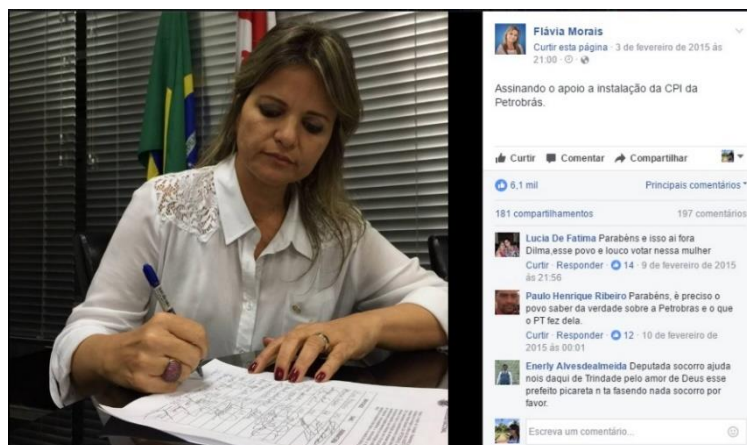 Flávia Morais
Curtir esta página · 3 de fevereiro de 2015 às
21:00 ·
Assinando o apoio a instalação da CPI da
Petrobrás.
Curtir Comentar Compartilhar
6,1 mil Principais comentários
181 compartilhamentos 197 comentários
Lucia De Fatima Parabéns e isso ai fora
Dilma,esse povo e louco votar nessa mulher
Curtir · Responder · 14 · 9 de fevereiro de 2015
às 21:56
Paulo Henrique Ribeiro Parabéns, è preciso o
povo saber da verdade sobre a Petrobras e o que
o PT fez dela.
Curtir · Responder · 12 · 10 de fevereiro de
2015 às 00:01
Enerly Alvesdealmeida Deputada socorro ajuda
nois daqui de Trindade pelo amor de Deus esse
prefeito picareta n ta fasendo nada socorro por
favor.
Escreva um comentário...